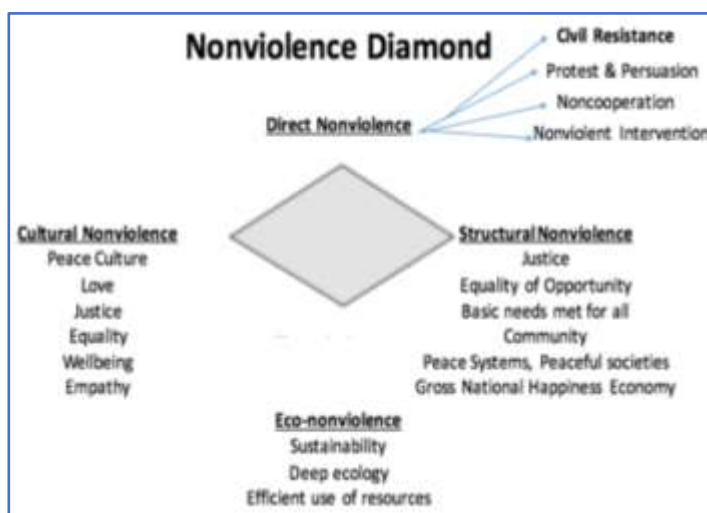 Nonviolence Diamond
Civil Resistance
Protest & Persuasion
Noncooperation
Nonviolent Intervention
Direct Nonviolence
Cultural Nonviolence
Peace Culture
Love
Justice
Equality
Wellbeing
Empathy
Structural Nonviolence
Justice
Equality of Opportunity
Basic needs met for all
Community
Peace Systems, Peaceful societies
Gross National Happiness Economy
Eco-nonviolence
Sustainability
Deep ecology
Efficient use of resources